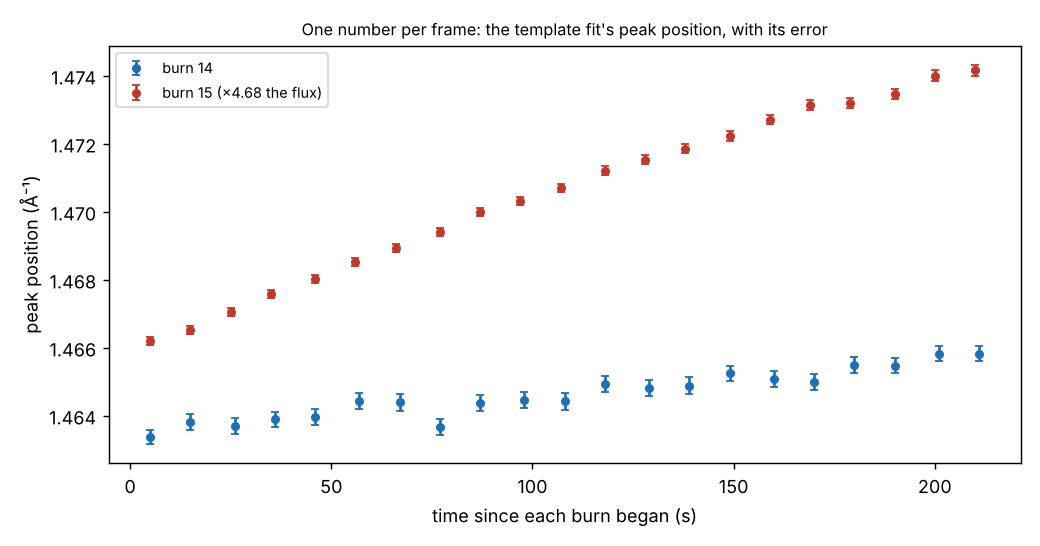 One number per frame: the template fit's peak position, with its error
burn 14
burn 15 (×4.68 the flux)
1.474
1.472
1.470
1.468
1.466
1.464
peak position (Å⁻¹)
0 50 100 150 200
time since each burn began (s)